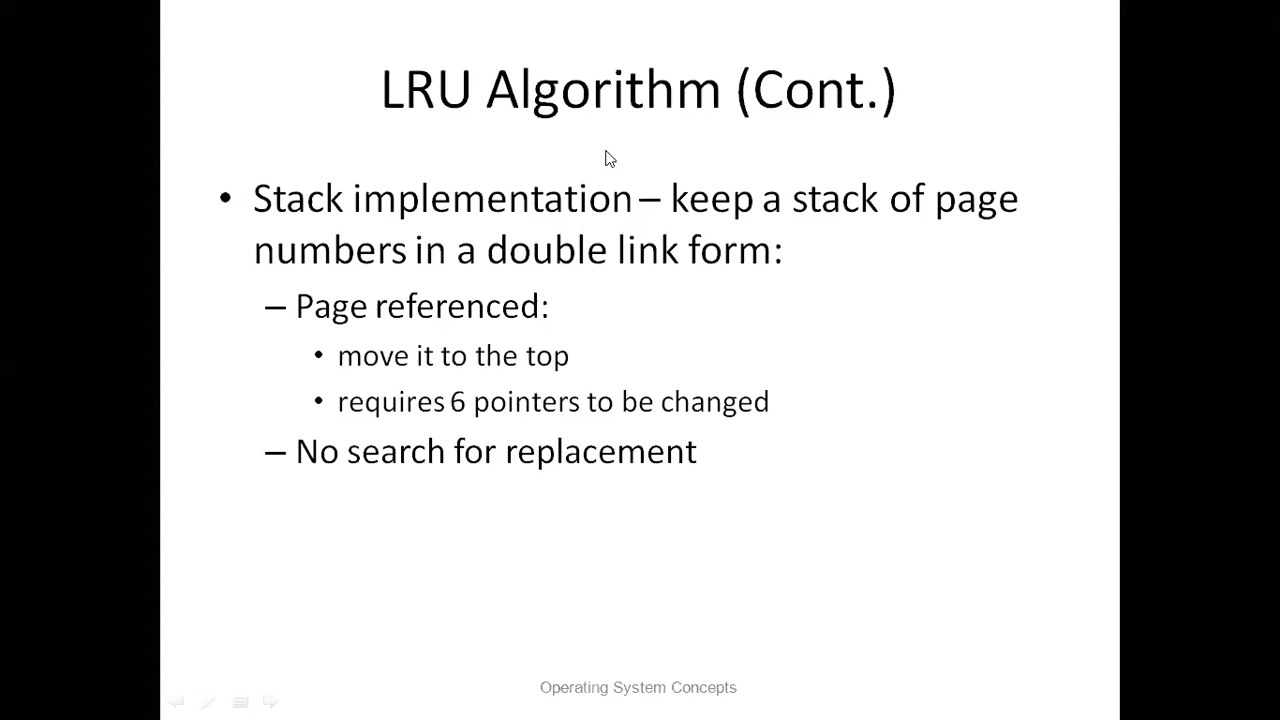 LRU Algorithm (Cont.)
• Stack implementation – keep a stack of page
numbers in a double link form:
– Page referenced:
• move it to the top
• requires 6 pointers to be changed
– No search for replacement
Operating System Concepts